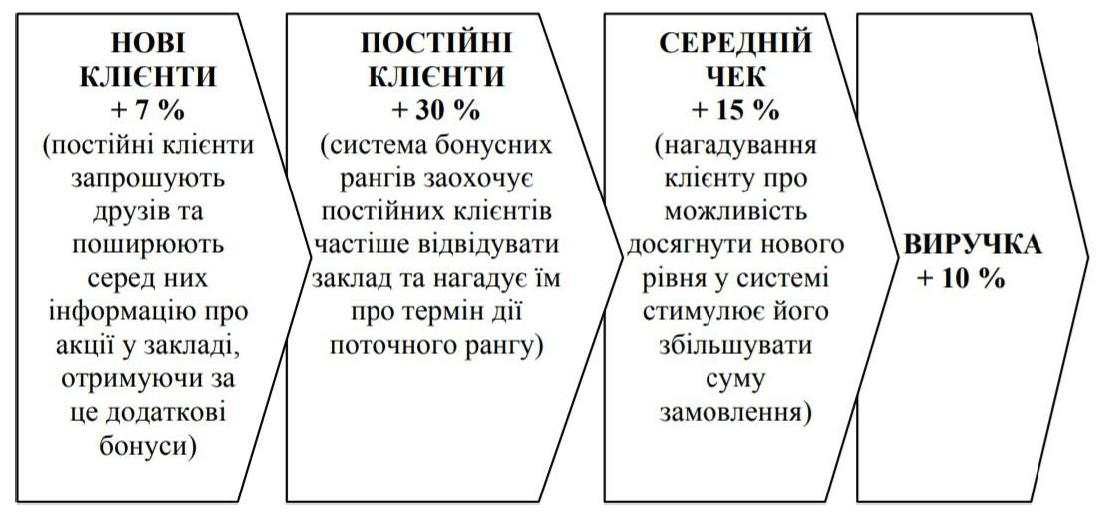 НОВІ
КЛІЄНТИ
+ 7 %
(постійні клієнти
запрошують
друзів та
поширюють
серед них
інформацію про
акції у закладі,
отримуючи за
це додаткові
бонуси)
ПОСТІЙНІ
КЛІЄНТИ
+ 30 %
(система бонусних
рангів заохочує
постійних клієнтів
частіше відвідувати
заклад та нагадує їм
про термін дії
поточного рангу)
СЕРЕДНІЙ
ЧЕК
+ 15 %
(нагадування
клієнту про
можливість
досягнути нового
рівня у системі
стимулює його
збільшувати
суму
замовлення)
ВИРУЧКА
+ 10 %